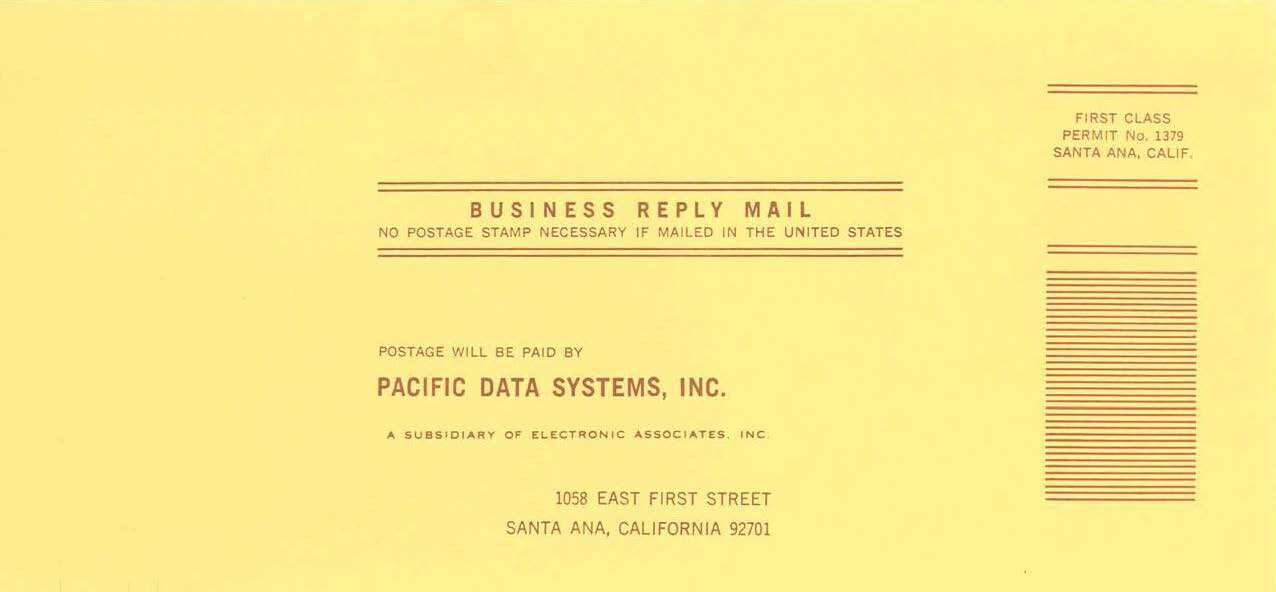 FIRST CLASS
PERMIT No. 1379
SANTA ANA, CALIF.
BUSINESS REPLY MAIL
NO POSTAGE STAMP NECESSARY IF MAILED IN THE UNITED STATES
POSTAGE WILL BE PAID BY
PACIFIC DATA SYSTEMS, INC.
A SUBSIDIARY OF ELECTRONIC ASSOCIATES, INC.
1058 EAST FIRST STREET
SANTA ANA, CALIFORNIA 92701